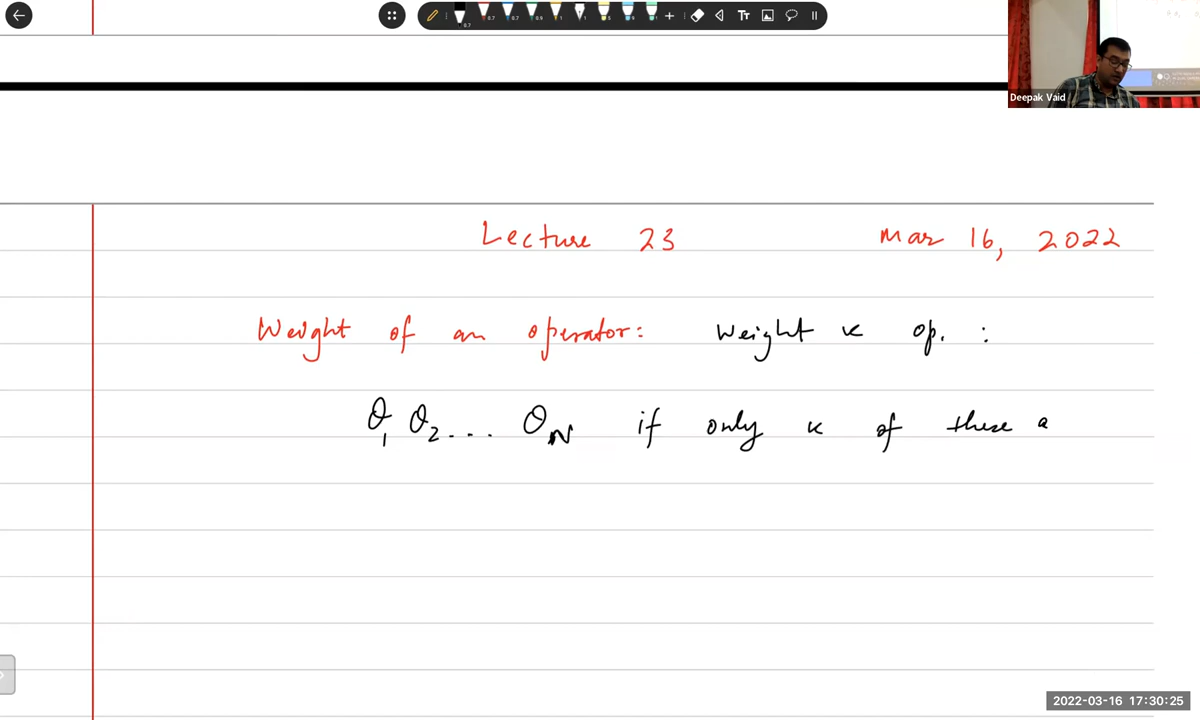 Deepak Vaid
Lecture 23 Mar 16, 2022
Weight of an operator: Weight k op. :
O₁ O₂ ... O_N if only k of these a
2022-03-16 17:30:25